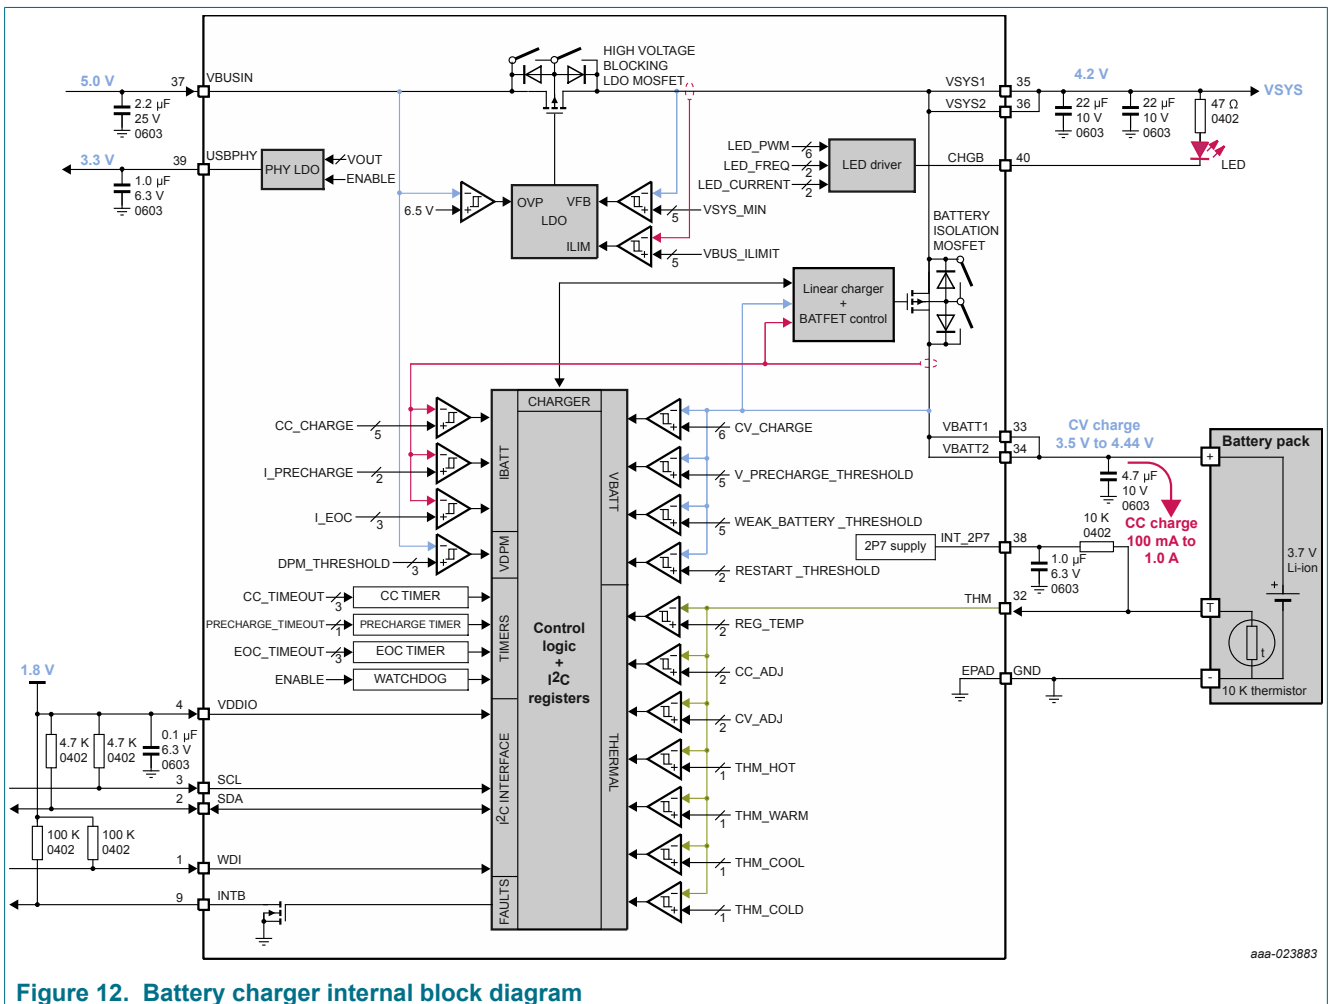 5.0 V
37
VBUSIN
2.2 µF
25 V
0603
3.3 V
39
USBPHY
PHY LDO
VOUT
ENABLE
1.0 µF
6.3 V
0603
HIGH VOLTAGE
BLOCKING
LDO MOSFET
6.5 V
OVP
VFB
LDO
ILIM
VSYS_MIN
5
VBUS_ILIMIT
5
LED_PWM
6
LED_FREQ
2
LED_CURRENT
2
LED driver
CHGB
40
VSYS1
35
VSYS2
36
4.2 V
VSYS
22 µF
10 V
0603
22 µF
10 V
0603
47 Ω
0402
LED
BATTERY
ISOLATION
MOSFET
Linear charger
+
BATFET control
CHARGER
IBATT
VDPM
TIMERS
I2C INTERFACE
FAULTS
Control
logic
+
I2C
registers
VBATT
THERMAL
CC_CHARGE
5
I_PRECHARGE
2
I_EOC
3
DPM_THRESHOLD
3
CC_TIMEOUT
3
CC TIMER
PRECHARGE_TIMEOUT
1
PRECHARGE TIMER
EOC_TIMEOUT
3
EOC TIMER
ENABLE
WATCHDOG
CV_CHARGE
6
V_PRECHARGE_THRESHOLD
5
WEAK_BATTERY _THRESHOLD
5
RESTART _THRESHOLD
2
REG_TEMP
2
CC_ADJ
2
CV_ADJ
2
THM_HOT
1
THM_WARM
1
THM_COOL
1
THM_COLD
1
VBATT1
33
VBATT2
34
CV charge
3.5 V to 4.44 V
4.7 µF
10 V
0603
CC charge
100 mA to
1.0 A
2P7 supply
INT_2P7
38
10 K
0402
1.0 µF
6.3 V
0603
THM
32
EPAD
GND
Battery pack
+
3.7 V
Li-ion
+
T
t
-
10 K thermistor
1.8 V
4
VDDIO
4.7 K
0402
4.7 K
0402
0.1 µF
6.3 V
0603
3
SCL
2
SDA
100 K
0402
100 K
0402
1
WDI
9
INTB
aaa-023883
Figure 12. Battery charger internal block diagram